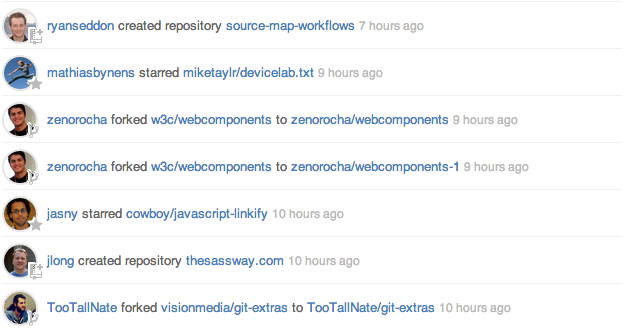 ryanseddon created repository source-map-workflows 7 hours ago
mathiasbynens starred miketaylr/devicelab.txt 9 hours ago
zenorocha forked w3c/webcomponents to zenorocha/webcomponents 9 hours ago
zenorocha forked w3c/webcomponents to zenorocha/webcomponents-1 9 hours ago
jasny starred cowboy/javascript-linkify 10 hours ago
jlong created repository thesassway.com 10 hours ago
TooTallNate forked visionmedia/git-extras to TooTallNate/git-extras 10 hours ago